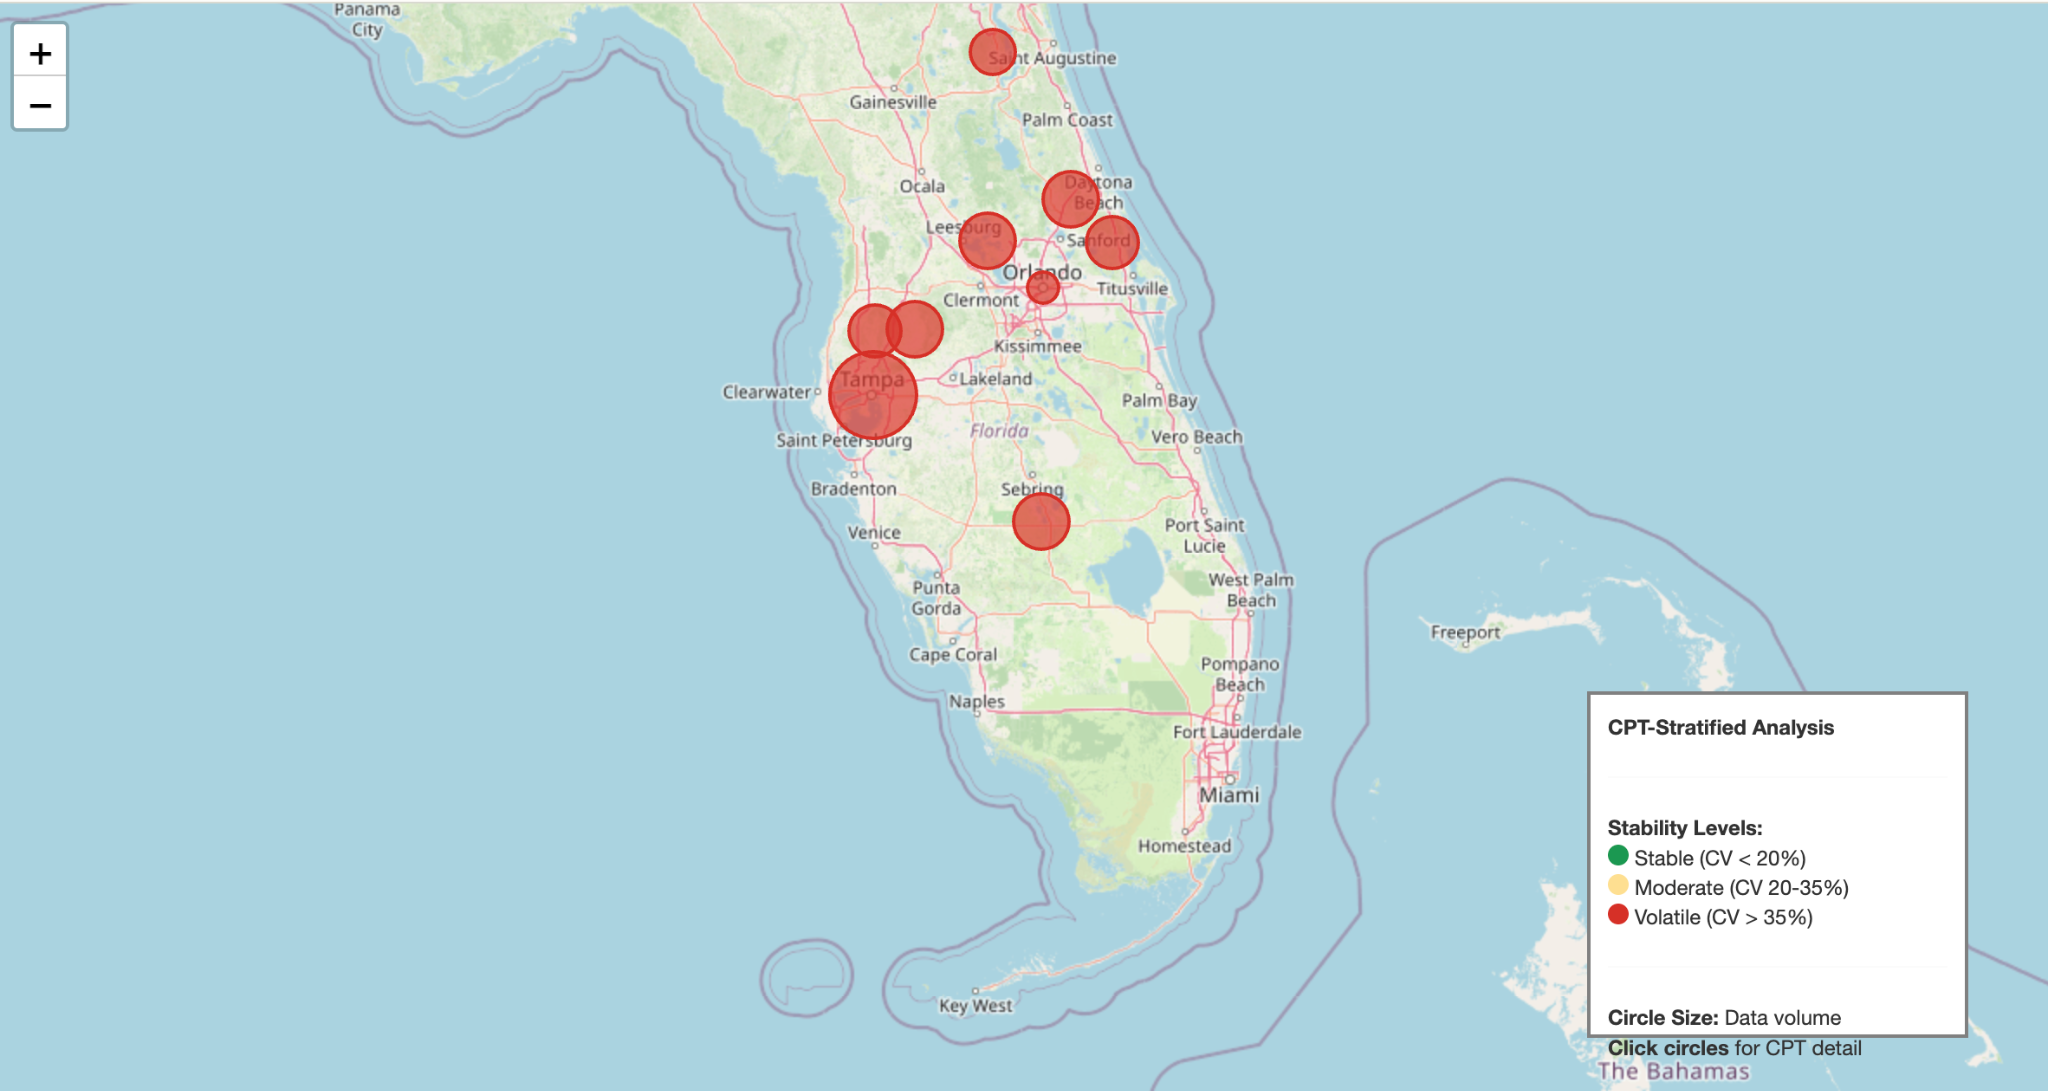 Panama
City
+
−
Saint Augustine
Gainesville
Palm Coast
Ocala
Daytona
Beach
Leesburg
Sanford
Orlando
Clermont
Titusville
Kissimmee
Tampa
Lakeland
Clearwater
Palm Bay
Florida
Saint Petersburg
Vero Beach
Bradenton
Sebring
Venice
Port Saint
Lucie
Punta
Gorda
West Palm
Beach
Freeport
Cape Coral
Pompano
Beach
Naples
Fort Lauderdale
Miami
Homestead
Key West
CPT-Stratified Analysis
Stability Levels:
Stable (CV < 20%)
Moderate (CV 20-35%)
Volatile (CV > 35%)
Circle Size: Data volume
Click circles for CPT detail
The Bahamas